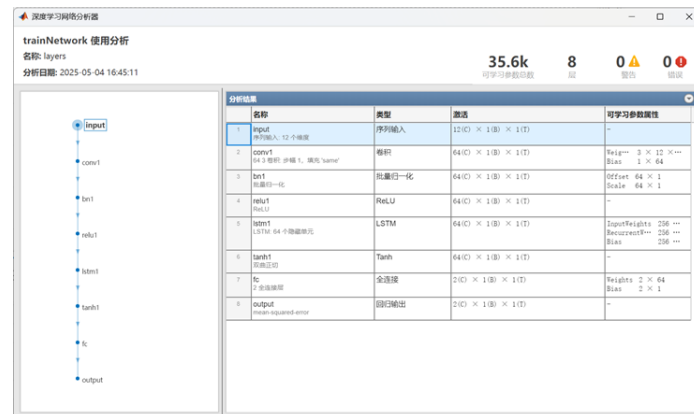 深度学习网络分析器
trainNetwork 使用分析
名称: layers
分析日期: 2025-05-04 16:45:11
35.6k
可学习参数总数
8
层
0
警告
0
错误
input
conv1
bn1
relu1
lstm1
tanh1
fc
output
分析结果
名称 类型 激活 可学习参数属性
1 input 序列输入 12(C) × 1(B) × 1(T) -
序列输入: 12 个维度
2 conv1 卷积 64(C) × 1(B) × 1(T) Weig… 3 × 12 ×…
64 3 卷积: 步幅 1，填充 'same' Bias 1 × 64
3 bn1 批量归一化 64(C) × 1(B) × 1(T) Offset 64 × 1
批量归一化 Scale 64 × 1
4 relu1 ReLU 64(C) × 1(B) × 1(T) -
ReLU
5 lstm1 LSTM 64(C) × 1(B) × 1(T) InputWeights 256 …
LSTM: 64 个隐藏单元 RecurrentW… 256 …
Bias 256 …
6 tanh1 Tanh 64(C) × 1(B) × 1(T) -
双曲正切
7 fc 全连接 2(C) × 1(B) × 1(T) Weights 2 × 64
2 全连接层 Bias 2 × 1
8 output 回归输出 2(C) × 1(B) × 1(T) -
mean-squared-error